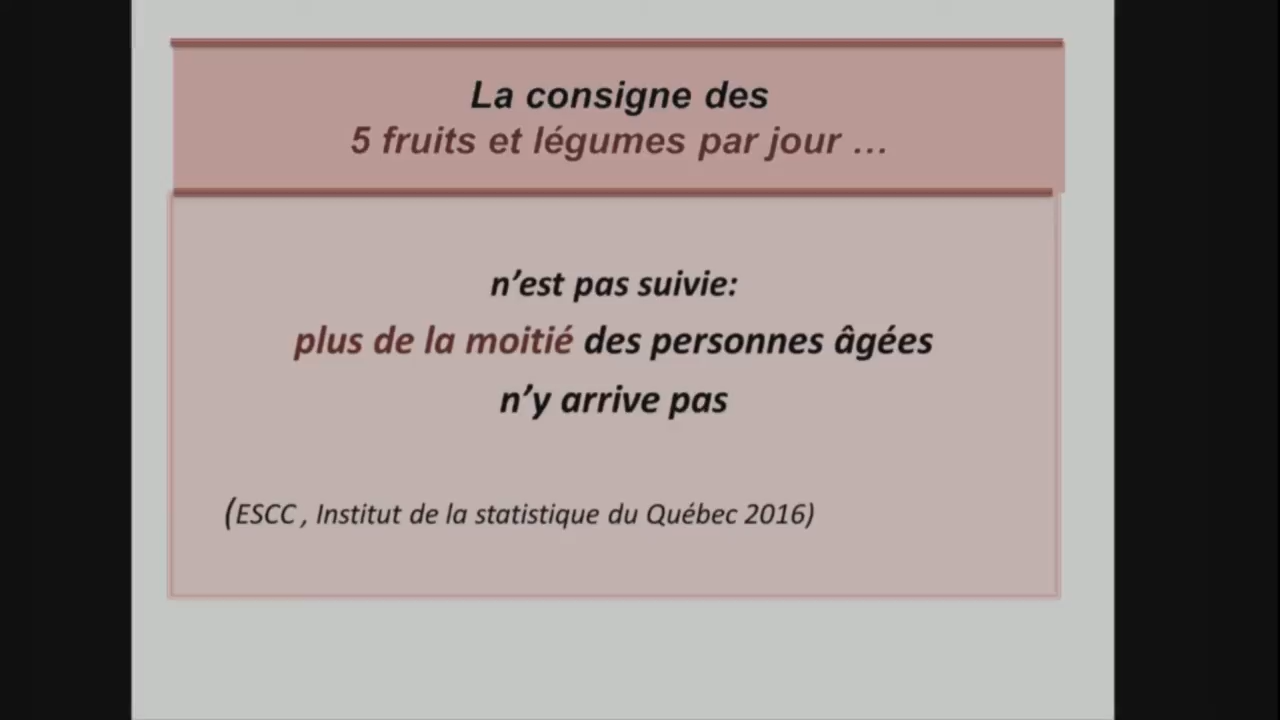 La consigne des
5 fruits et légumes par jour …
n’est pas suivie:
plus de la moitié des personnes âgées
n’y arrive pas
(ESCC , Institut de la statistique du Québec 2016)